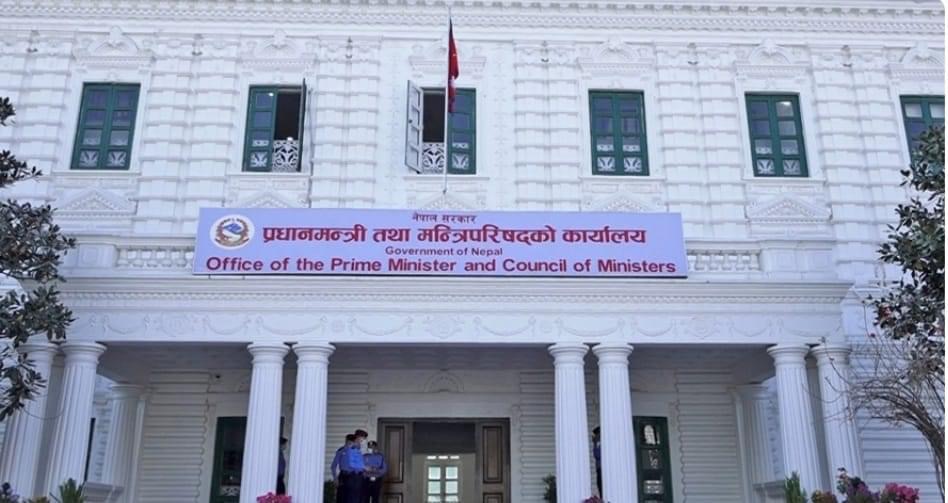 नेपाल सरकार
प्रधानमन्त्री तथा मन्त्रिपरिषद्को कार्यालय
Government of Nepal
Office of the Prime Minister and Council of Ministers